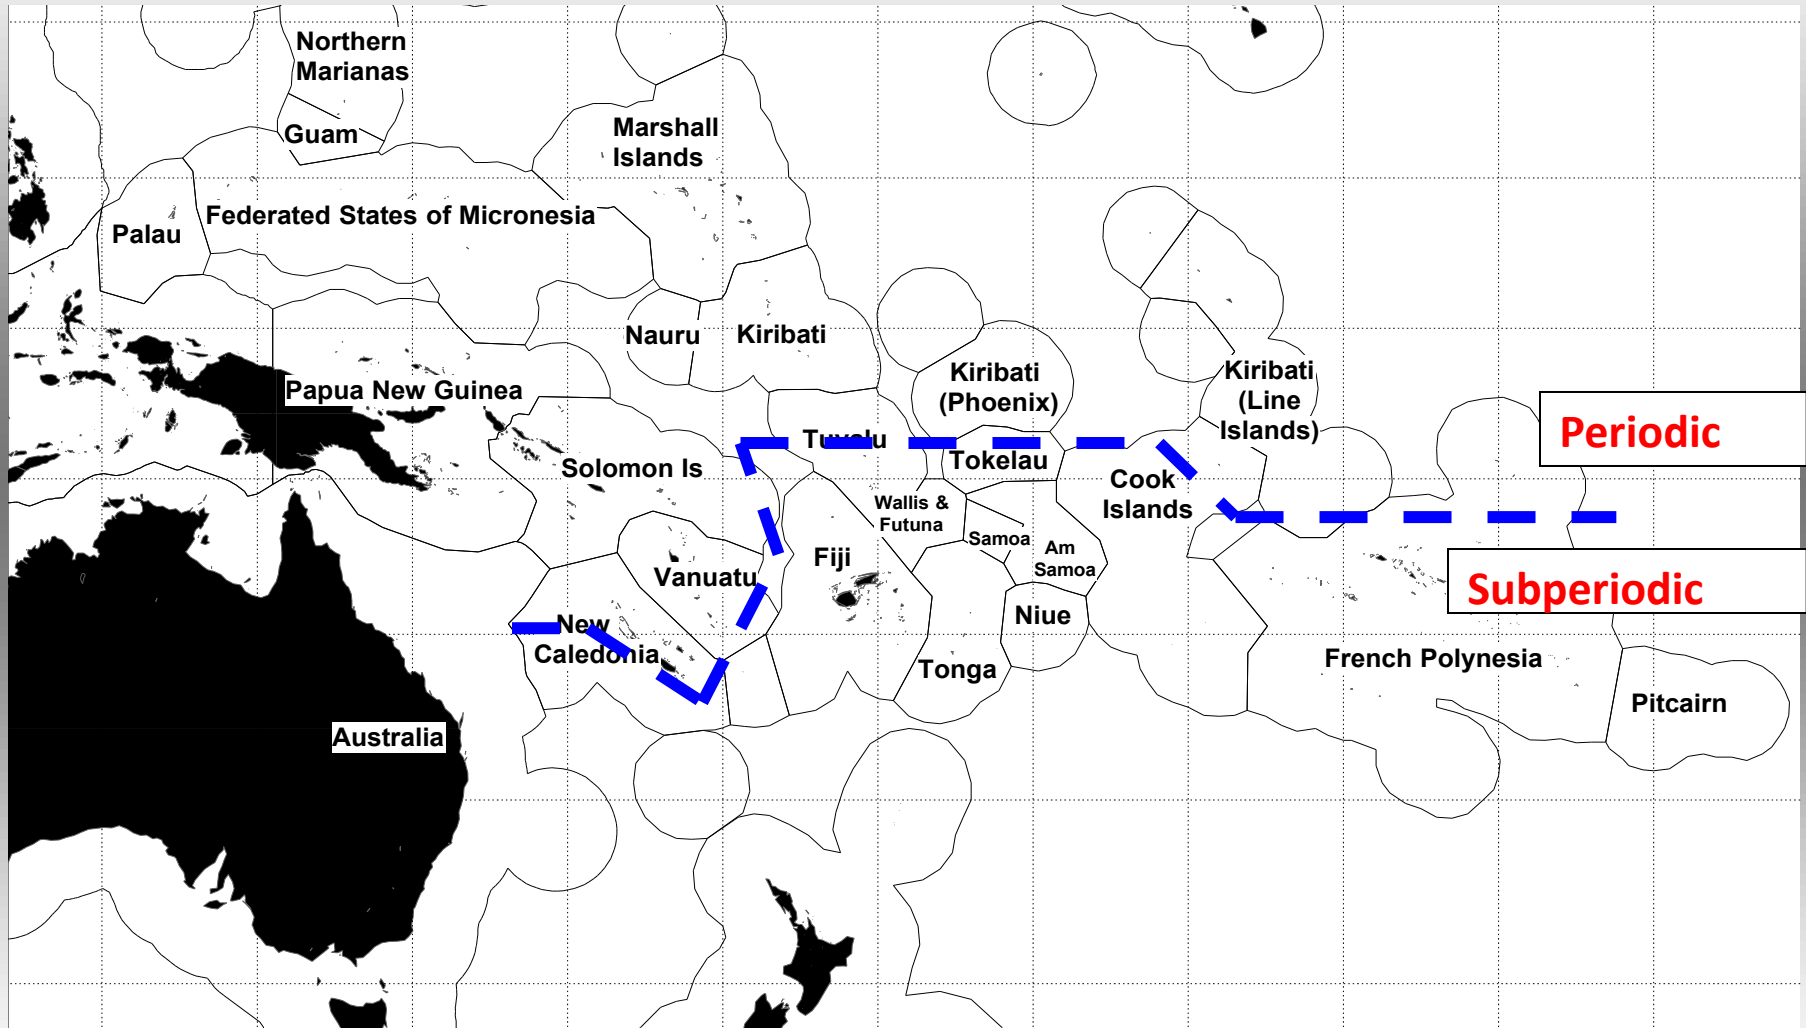 Northern
Marianas
Guam
Marshall
Islands
Federated States of Micronesia
Palau
Nauru
Kiribati
Papua New Guinea
Kiribati
(Phoenix)
Kiribati
(Line
Islands)
Periodic
Tuvalu
Tokelau
Solomon Is
Cook
Islands
Wallis &
Futuna
Samoa
Am
Samoa
Fiji
Vanuatu
Subperiodic
Niue
New
Caledonia
Tonga
French Polynesia
Pitcairn
Australia